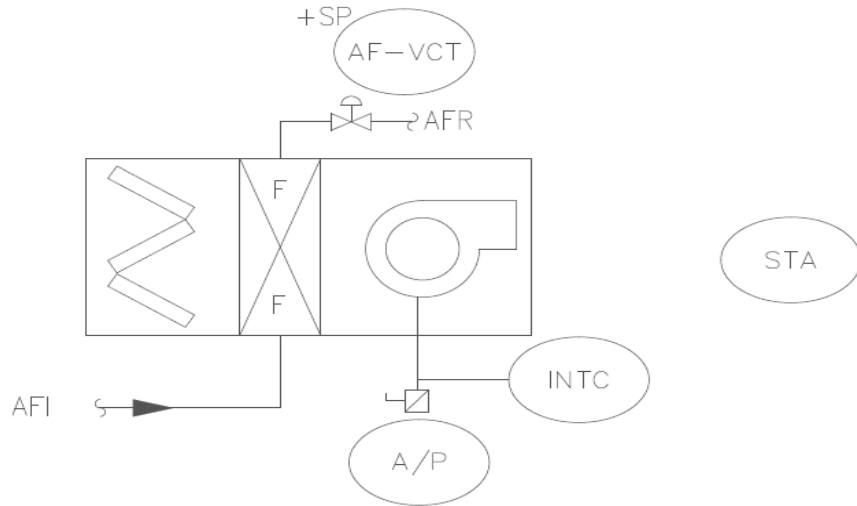 +SP
AF-VCT
AFR
F
F
STA
INTC
AFI
A/P